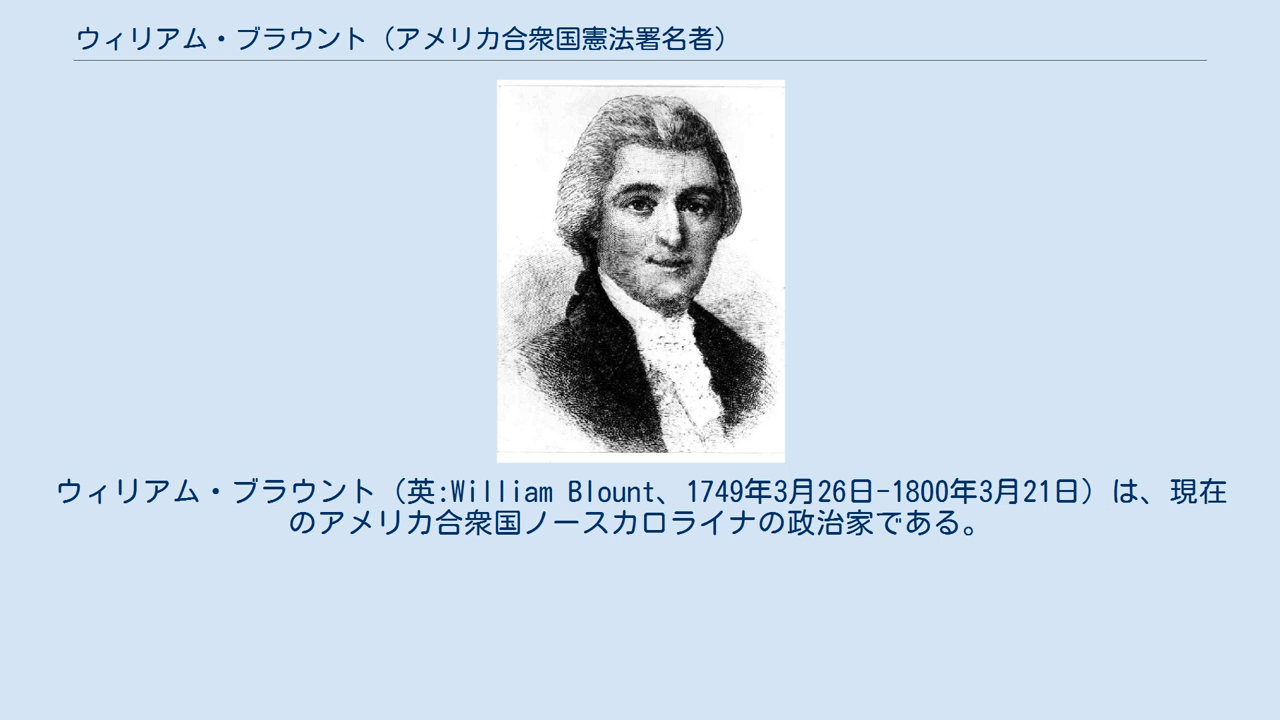 ウィリアム・ブラウント（アメリカ合衆国憲法署名者）
ウィリアム・ブラウント（英:William Blount、1749年3月26日-1800年3月21日）は、現在
のアメリカ合衆国ノースカロライナの政治家である。